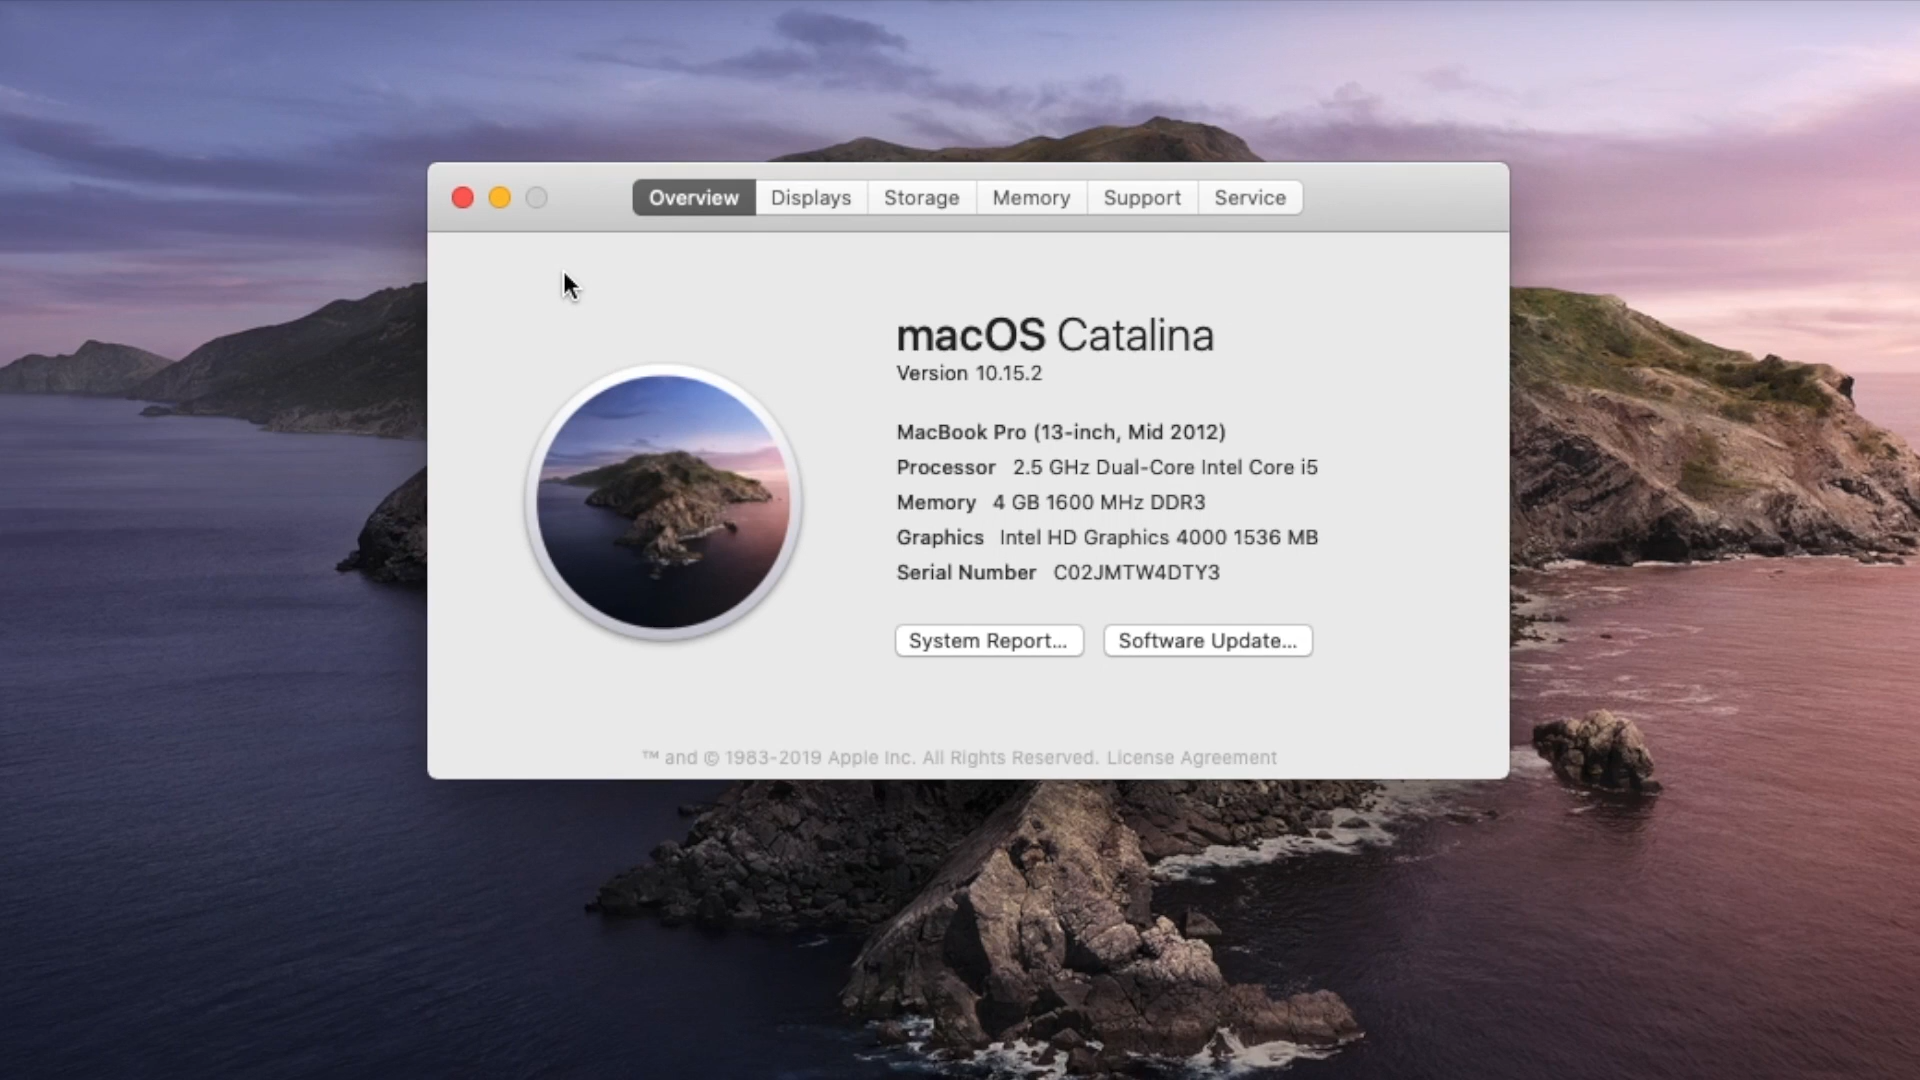 Overview Displays Storage Memory Support Service
macOS Catalina
Version 10.15.2
MacBook Pro (13-inch, Mid 2012)
Processor 2.5 GHz Dual-Core Intel Core i5
Memory 4 GB 1600 MHz DDR3
Graphics Intel HD Graphics 4000 1536 MB
Serial Number C02JMTW4DTY3
System Report... Software Update...
™ and © 1983-2019 Apple Inc. All Rights Reserved. License Agreement